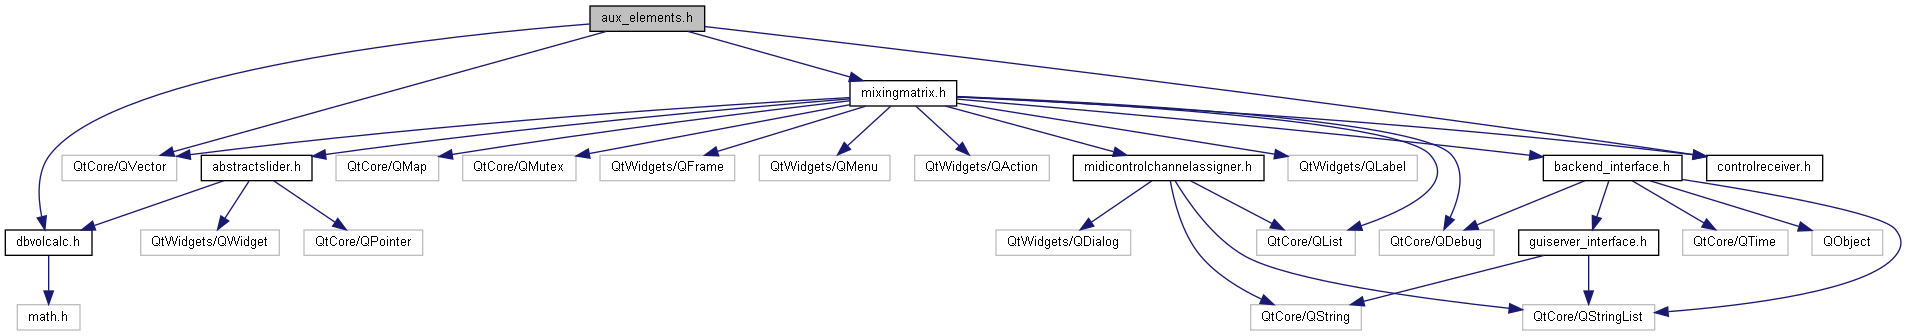 aux_elements.h
mixingmatrix.h
QtCore/QVector
abstractslider.h
QtCore/QMap
QtCore/QMutex
QtWidgets/QFrame
QtWidgets/QMenu
QtWidgets/QAction
midicontrolchannelassigner.h
QtWidgets/QLabel
backend_interface.h
controlreceiver.h
dbvolcalc.h
QtWidgets/QWidget
QtCore/QPointer
QtWidgets/QDialog
QtCore/QList
QtCore/QDebug
guiserver_interface.h
QtCore/QTime
QObject
math.h
QtCore/QString
QtCore/QStringList